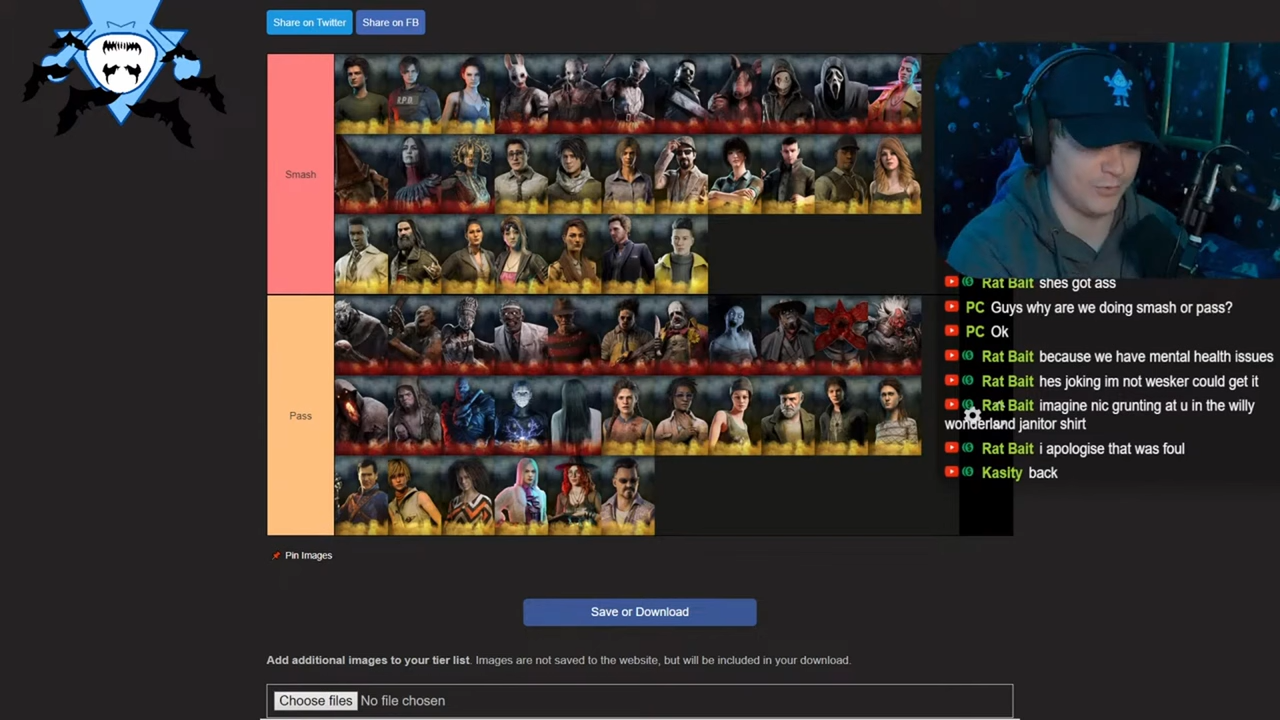 Share on Twitter
Share on FB
Smash
R.P.D.
Pass
Rat Bait shes got ass
PC Guys why are we doing smash or pass?
PC Ok
Rat Bait because we have mental health issues
Rat Bait hes joking im not wesker could get it
Rat Bait imagine nic grunting at u in the willy
wonderland janitor shirt
Rat Bait i apologise that was foul
Kaslty back
Pin Images
Save or Download
Add additional images to your tier list. Images are not saved to the website, but will be included in your download.
Choose files No file chosen